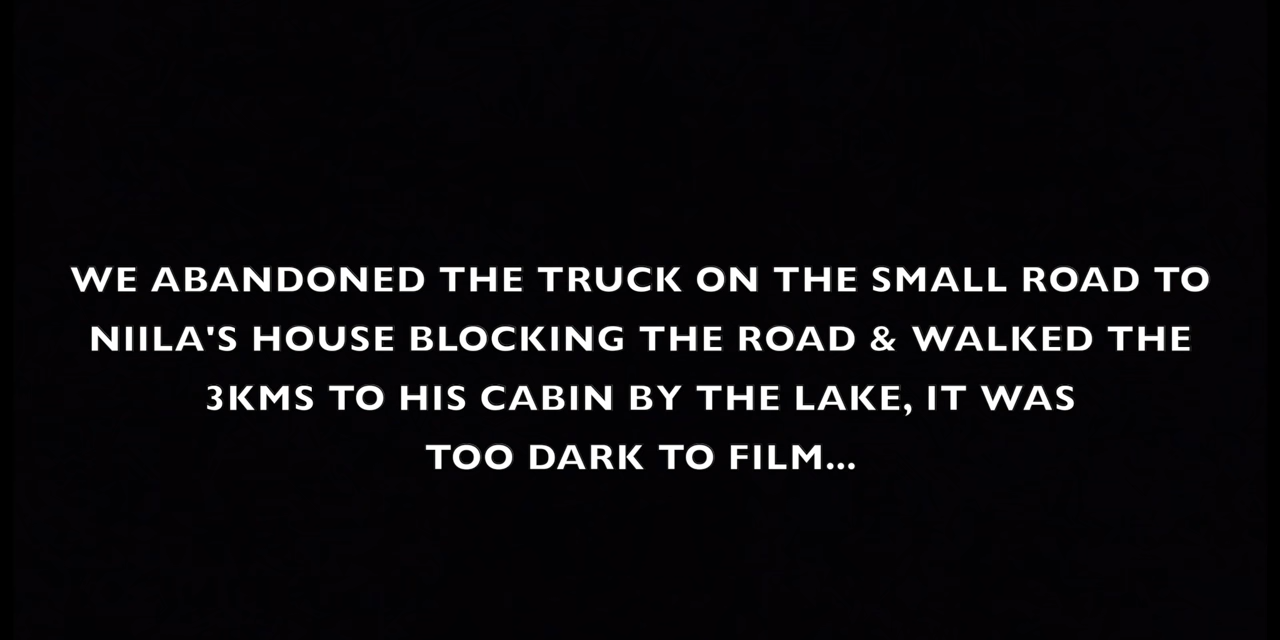 WE ABANDONED THE TRUCK ON THE SMALL ROAD TO
NIILA'S HOUSE BLOCKING THE ROAD & WALKED THE
3KMS TO HIS CABIN BY THE LAKE, IT WAS
TOO DARK TO FILM...